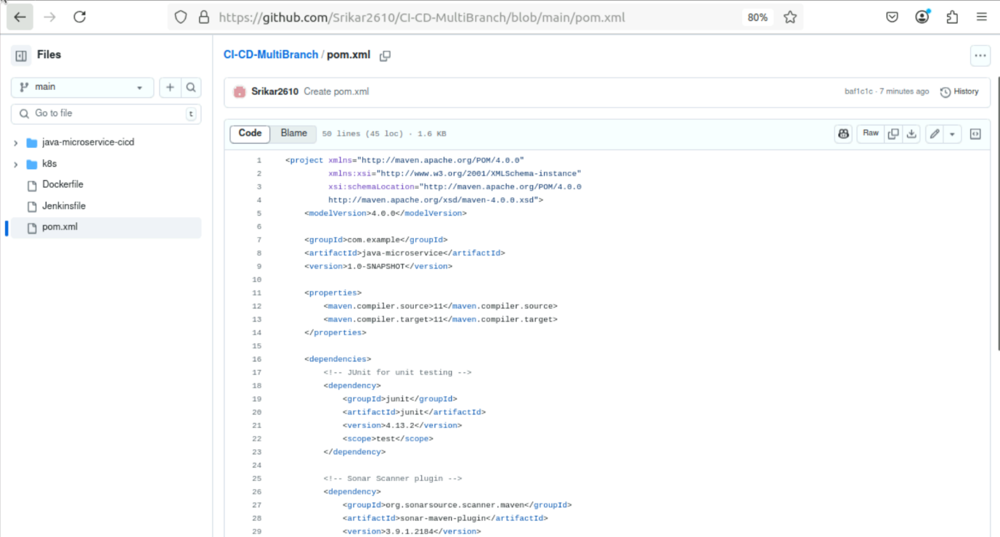 https://github.com/Srikar2610/CI-CD-MultiBranch/blob/main/pom.xml
80%
Files
main
Go to file
t
java-microservice-cicd
k8s
Dockerfile
Jenkinsfile
pom.xml
CI-CD-MultiBranch / pom.xml
Srikar2610 Create pom.xml
baf1c1c · 7 minutes ago
History
Code Blame 50 lines (45 loc) · 1.6 KB
Raw
1 <project xmlns="http://maven.apache.org/POM/4.0.0"
2 xmlns:xsi="http://www.w3.org/2001/XMLSchema-instance"
3 xsi:schemaLocation="http://maven.apache.org/POM/4.0.0
4 http://maven.apache.org/xsd/maven-4.0.0.xsd">
5 <modelVersion>4.0.0</modelVersion>
6
7 <groupId>com.example</groupId>
8 <artifactId>java-microservice</artifactId>
9 <version>1.0-SNAPSHOT</version>
10
11 <properties>
12 <maven.compiler.source>11</maven.compiler.source>
13 <maven.compiler.target>11</maven.compiler.target>
14 </properties>
15
16 <dependencies>
17 <!-- JUnit for unit testing -->
18 <dependency>
19 <groupId>junit</groupId>
20 <artifactId>junit</artifactId>
21 <version>4.13.2</version>
22 <scope>test</scope>
23 </dependency>
24
25 <!-- Sonar Scanner plugin -->
26 <dependency>
27 <groupId>org.sonarsource.scanner.maven</groupId>
28 <artifactId>sonar-maven-plugin</artifactId>
29 <version>3.9.1.2184</version>